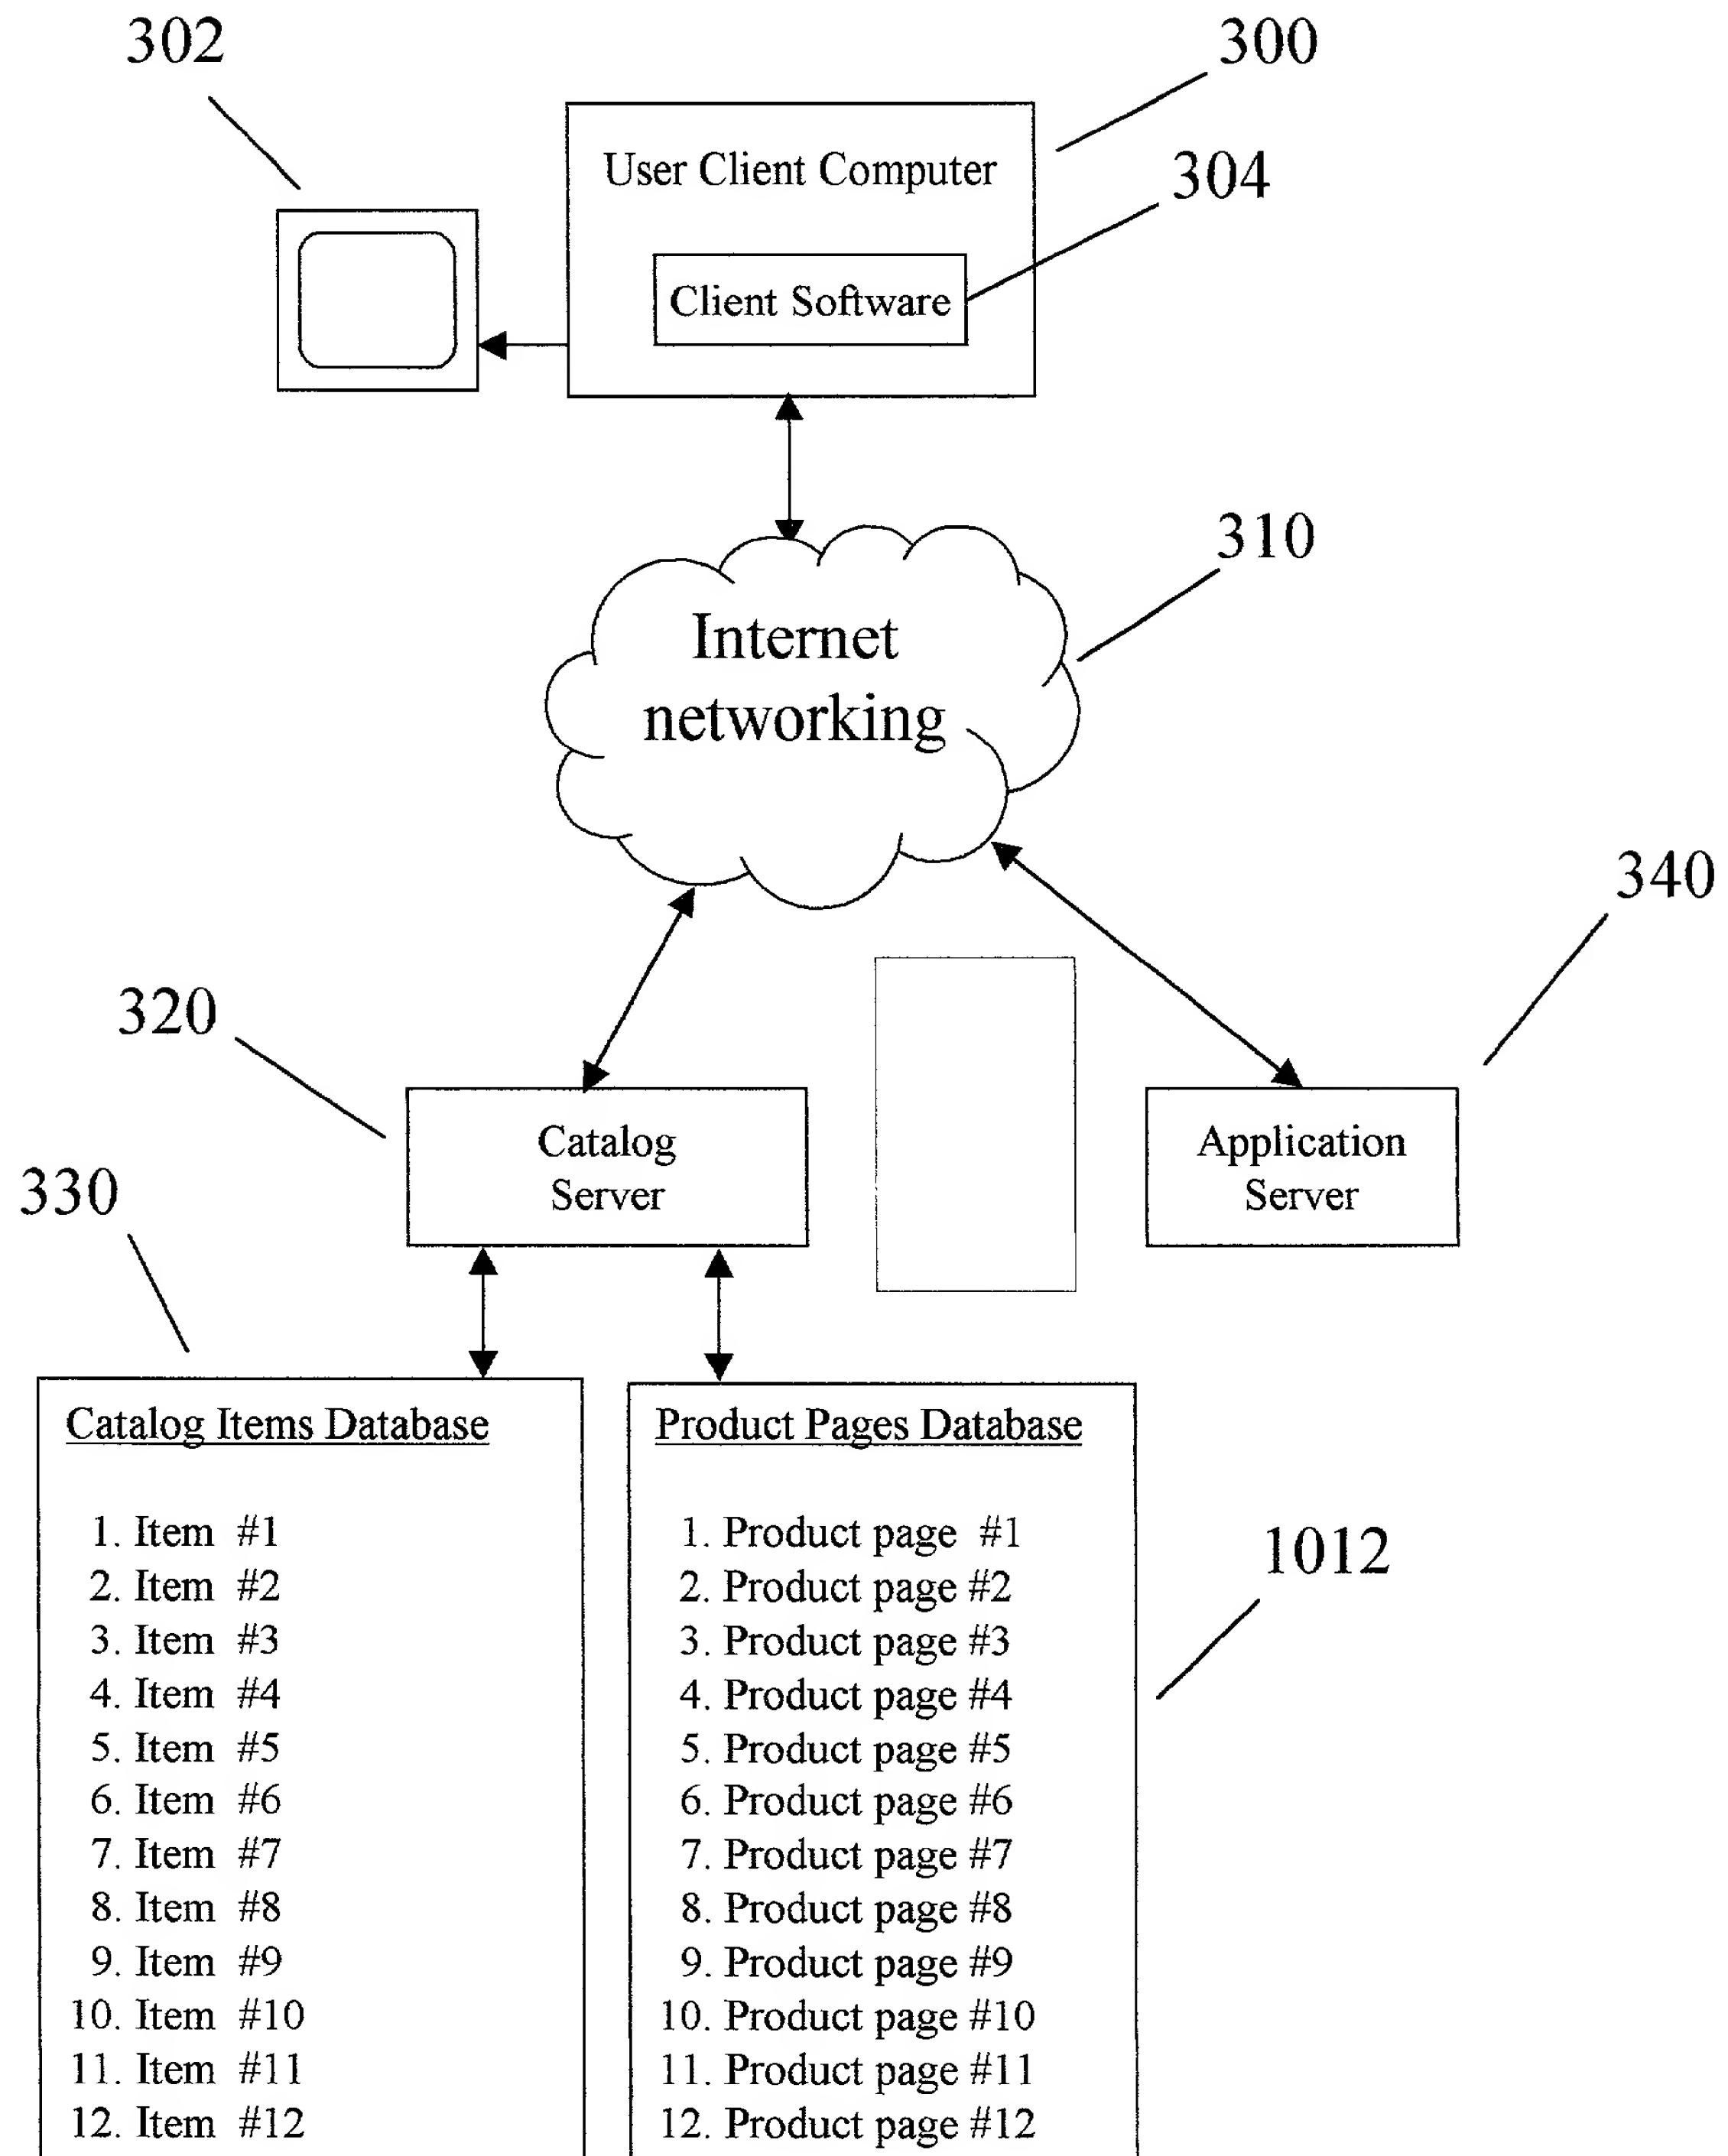 302
300
User Client Computer
304
Client Software
310
Internet
networking
340
320
Catalog
Server
Application
Server
330
Catalog Items Database
1. Item #1
2. Item #2
3. Item #3
4. Item #4
5. Item #5
6. Item #6
7. Item #7
8. Item #8
9. Item #9
10. Item #10
11. Item #11
12. Item #12
Product Pages Database
1. Product page #1
2. Product page #2
3. Product page #3
4. Product page #4
5. Product page #5
6. Product page #6
7. Product page #7
8. Product page #8
9. Product page #9
10. Product page #10
11. Product page #11
12. Product page #12
1012